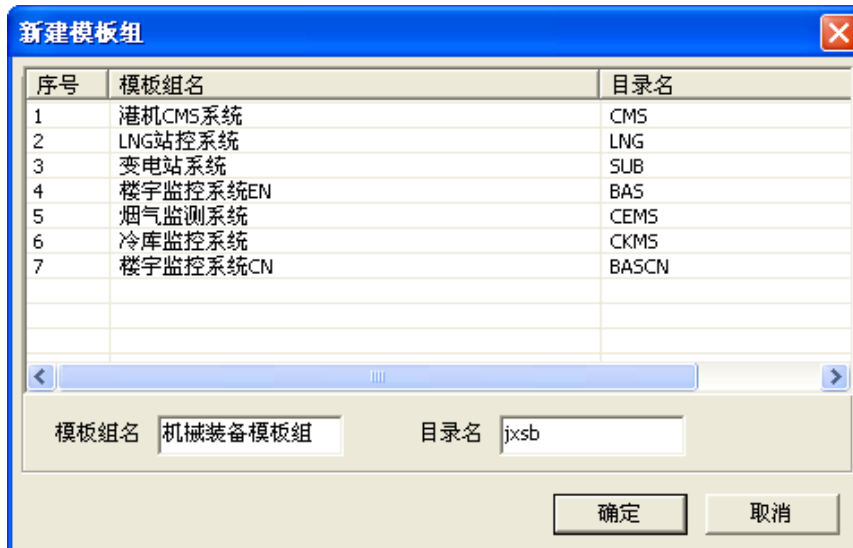 新建模板组
序号 模板组名 目录名
1 港机CMS系统 CMS
2 LNG站控系统 LNG
3 变电站系统 SUB
4 楼宇监控系统EN BAS
5 烟气监测系统 CEMS
6 冷库监控系统 CKMS
7 楼宇监控系统CN BASCN
模板组名 机械装备模板组 目录名 jxsb
确定 取消